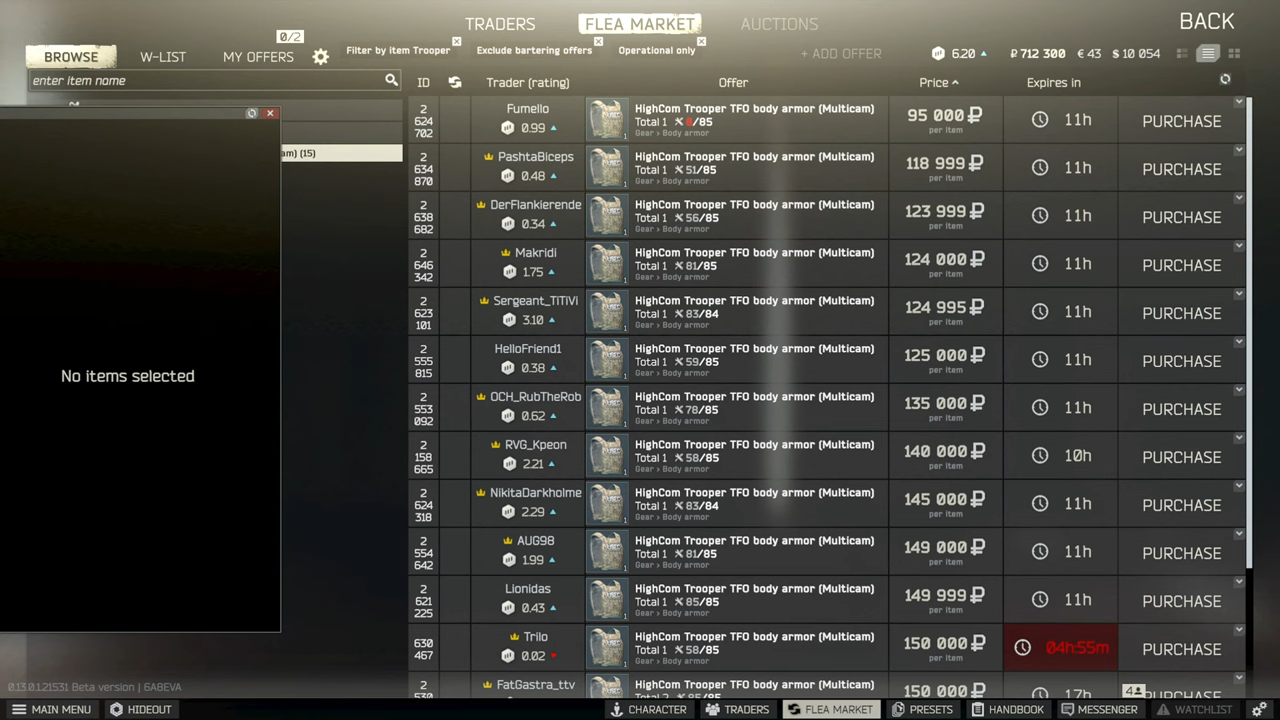 TRADERS FLEA MARKET AUCTIONS BACK
0/2
BROWSE W-LIST MY OFFERS Filter by item Trooper Exclude bartering offers Operational only + ADD OFFER 6.20 ₽ 712 300 € 43 $ 10 054
enter item name ID Trader (rating) Offer Price Expires in
2 624 702 Fumello 0.99 HighCom Trooper TFO body armor (Multicam) 95 000 ₽ 11h PURCHASE
Total 1 /85 per item
Gear > Body armor
am) (15)
2 634 870 PashtaBiceps 0.48 HighCom Trooper TFO body armor (Multicam) 118 999 ₽ 11h PURCHASE
Total 1 51/85 per item
Gear > Body armor
2 638 682 DerFlankierende 0.34 HighCom Trooper TFO body armor (Multicam) 123 999 ₽ 11h PURCHASE
Total 1 56/85 per item
Gear > Body armor
2 646 342 Makridi 1.75 HighCom Trooper TFO body armor (Multicam) 124 000 ₽ 11h PURCHASE
Total 1 81/85 per item
Gear > Body armor
2 623 101 Sergeant_TiTiVi 3.10 HighCom Trooper TFO body armor (Multicam) 124 995 ₽ 11h PURCHASE
Total 1 83/84 per item
Gear > Body armor
2 555 815 HelloFriend1 0.38 HighCom Trooper TFO body armor (Multicam) 125 000 ₽ 11h PURCHASE
Total 1 59/85 per item
Gear > Body armor
No items selected
2 553 092 OCH_RubTheRob 0.62 HighCom Trooper TFO body armor (Multicam) 135 000 ₽ 11h PURCHASE
Total 1 78/85 per item
Gear > Body armor
2 158 665 RVG_Kpeon 2.21 HighCom Trooper TFO body armor (Multicam) 140 000 ₽ 10h PURCHASE
Total 1 58/85 per item
Gear > Body armor
2 624 318 NikitaDarkholme 2.29 HighCom Trooper TFO body armor (Multicam) 145 000 ₽ 11h PURCHASE
Total 1 83/84 per item
Gear > Body armor
2 554 642 AUG98 1.99 HighCom Trooper TFO body armor (Multicam) 149 000 ₽ 11h PURCHASE
Total 1 81/85 per item
Gear > Body armor
2 621 225 Lionidas 0.43 HighCom Trooper TFO body armor (Multicam) 149 999 ₽ 11h PURCHASE
Total 1 85/85 per item
Gear > Body armor
630 467 Trilo 0.02 HighCom Trooper TFO body armor (Multicam) 150 000 ₽ 04h:55m PURCHASE
Total 1 58/85 per item
Gear > Body armor
2 FatGastra_ttv HighCom Trooper TFO body armor (Multicam) 150 000 ₽ 17h PURCHASE
0.13.0.1.21531 Beta version | 6A8EVA
4
MAIN MENU HIDEOUT CHARACTER TRADERS FLEA MARKET PRESETS HANDBOOK MESSENGER WATCHLIST